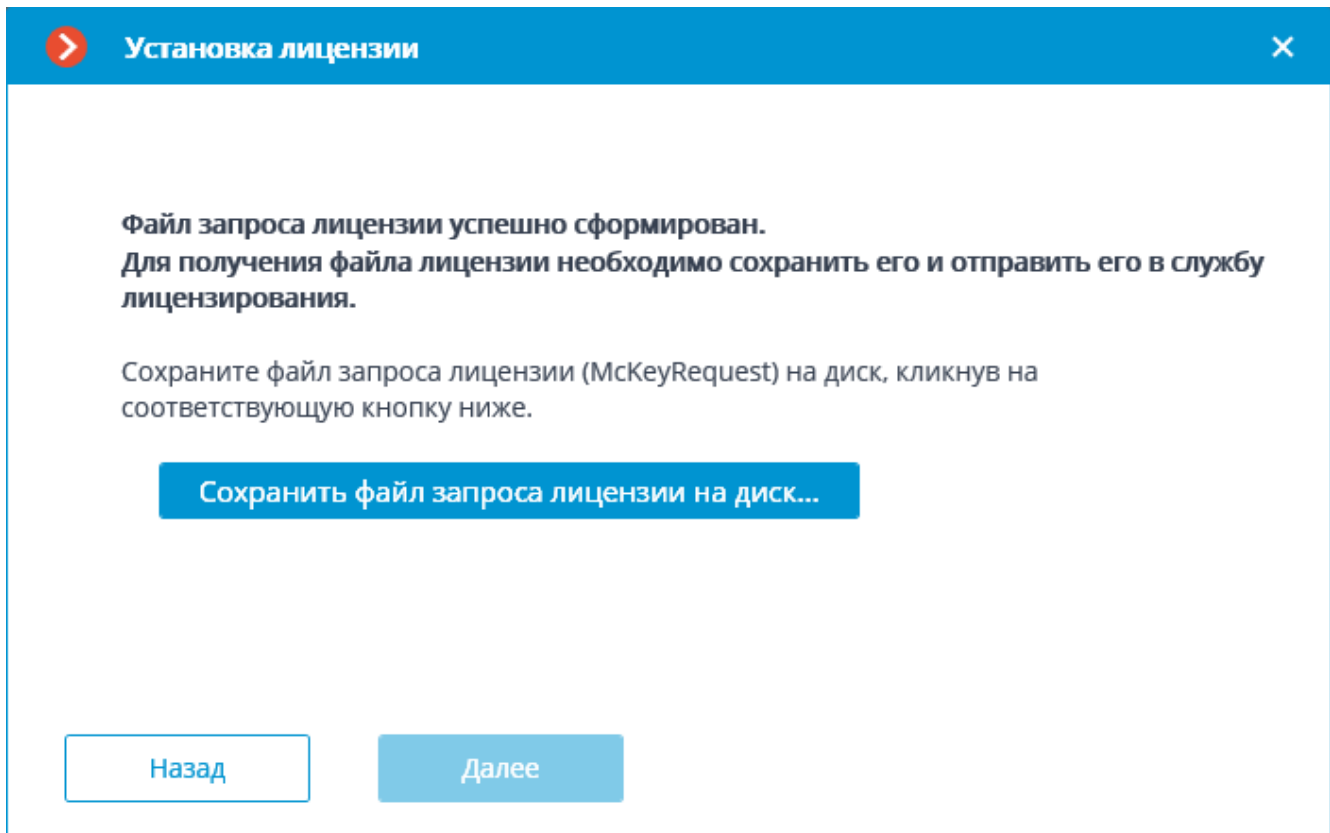 Установка лицензии
Файл запроса лицензии успешно сформирован.
Для получения файла лицензии необходимо сохранить его и отправить его в службу
лицензирования.
Сохраните файл запроса лицензии (McKeyRequest) на диск, кликнув на
соответствующую кнопку ниже.
Сохранить файл запроса лицензии на диск...
Назад
Далее